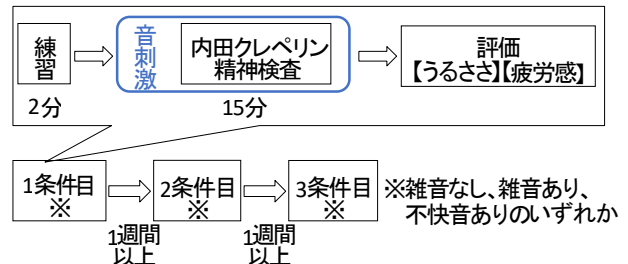 練習
音刺激
内田クレペリン
精神検査
評価
【うるささ】【疲労感】
2分
15分
1条件目
※
2条件目
※
3条件目
※
※雑音なし、雑音あり、
不快音ありのいずれか
1週間
以上
1週間
以上